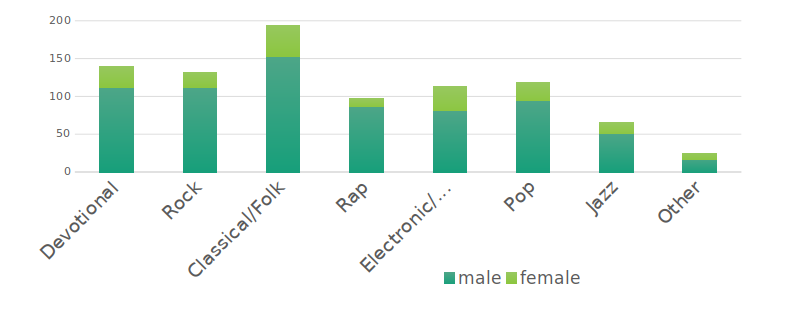 200
150
100
50
0
Devotional
Rock
Classical/Folk
Rap
Electronic/...
Pop
Jazz
Other
male female